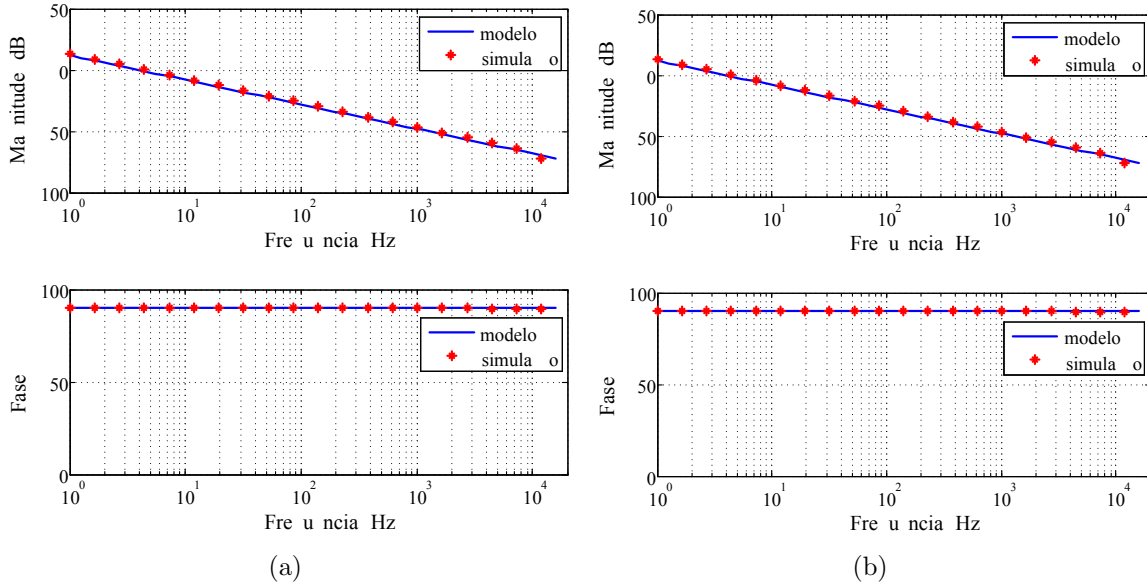 50
0
50
100
Ma nitude dB
modelo
simula o
10^0 10^1 10^2 10^3 10^4
Fre u ncia Hz
100
50
0
Fase
modelo
simula o
10^0 10^1 10^2 10^3 10^4
Fre u ncia Hz
(a)
50
0
50
100
Ma nitude dB
modelo
simula o
10^0 10^1 10^2 10^3 10^4
Fre u ncia Hz
100
50
0
Fase
modelo
simula o
10^0 10^1 10^2 10^3 10^4
Fre u ncia Hz
(b)